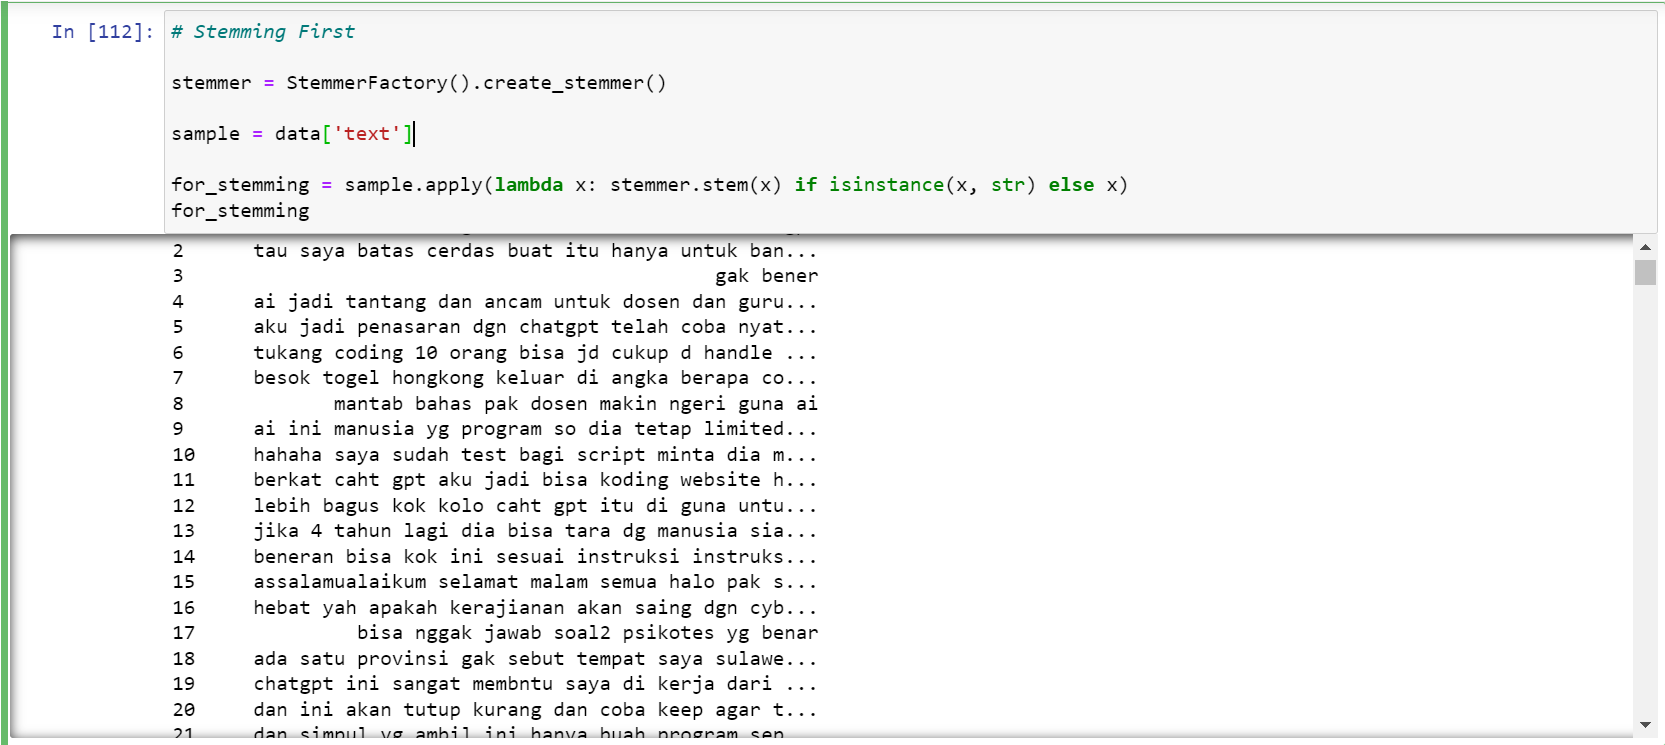 In [112]: # Stemming First
stemmer = StemmerFactory().create_stemmer()
sample = data['text']
for_stemming = sample.apply(lambda x: stemmer.stem(x) if isinstance(x, str) else x)
for_stemming
2 tau saya batas cerdas buat itu hanya untuk ban...
3 gak bener
4 ai jadi tantang dan ancam untuk dosen dan guru...
5 aku jadi penasaran dgn chatgpt telah coba nyat...
6 tukang coding 10 orang bisa jd cukup d handle ...
7 besok togel hongkong keluar di angka berapa co...
8 mantab bahas pak dosen makin ngeri guna ai
9 ai ini manusia yg program so dia tetap limited...
10 hahaha saya sudah test bagi script minta dia m...
11 berkat caht gpt aku jadi bisa koding website h...
12 lebih bagus kok kolo caht gpt itu di guna untu...
13 jika 4 tahun lagi dia bisa tara dg manusia sia...
14 beneran bisa kok ini sesuai instruksi instruks...
15 assalamualaikum selamat malam semua halo pak s...
16 hebat yah apakah kerajianan akan saing dgn cyb...
17 bisa nggak jawab soal2 psikotes yg benar
18 ada satu provinsi gak sebut tempat saya sulawe...
19 chatgpt ini sangat membntu saya di kerja dari ...
20 dan ini akan tutup kurang dan coba keep agar t...
21 dan simpul yg ambil ini hanya buah program sep